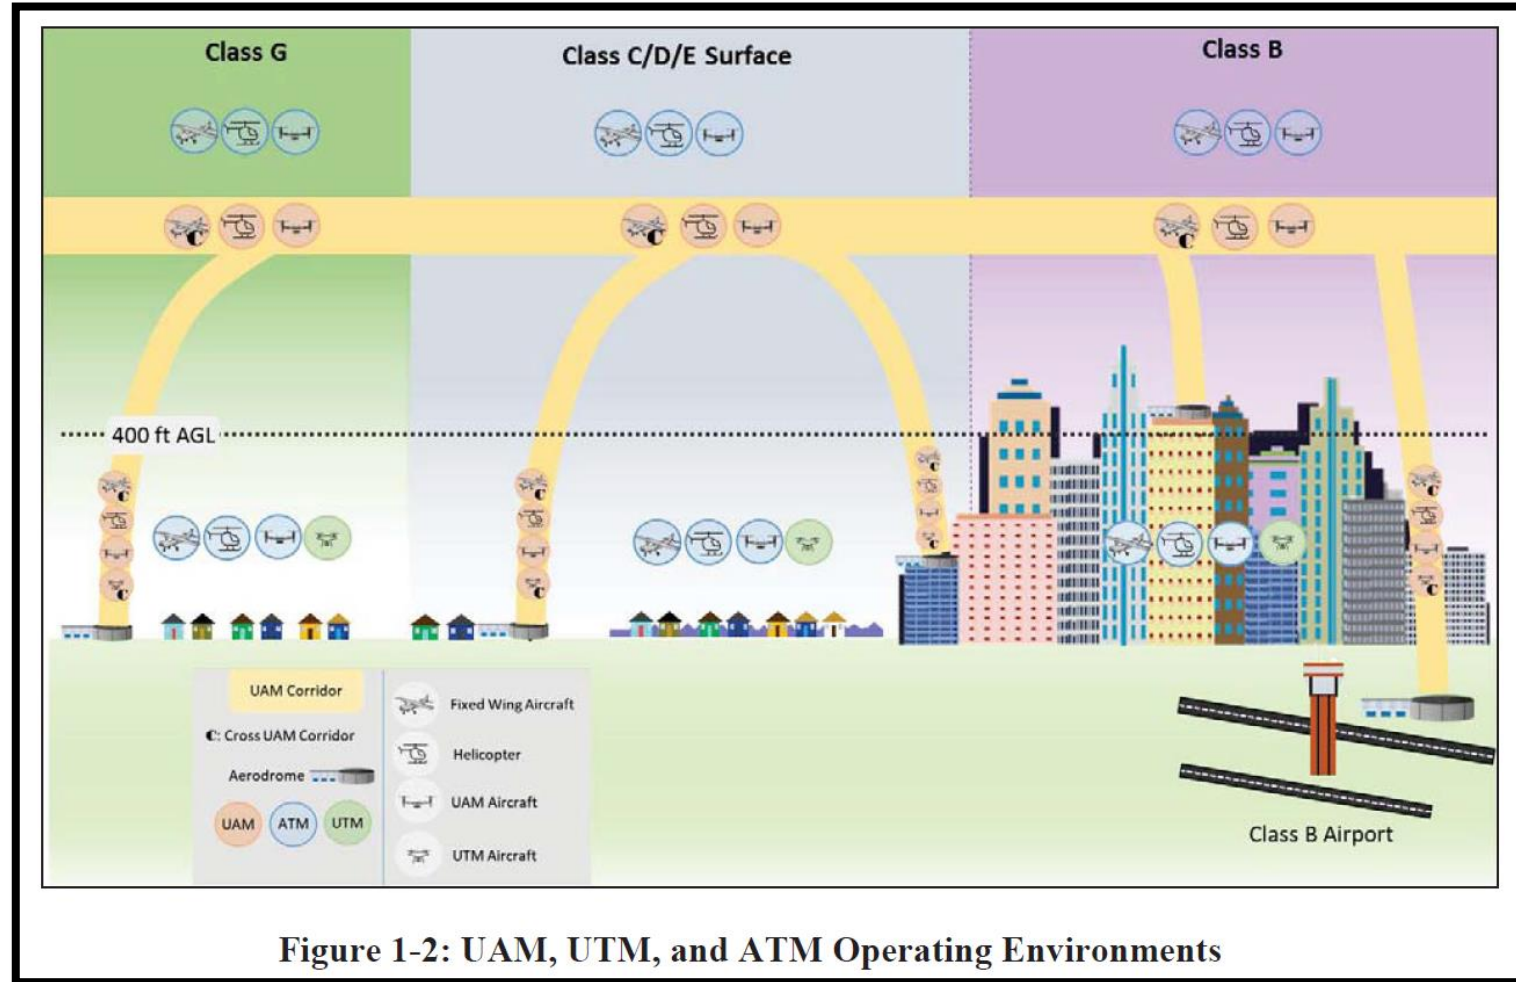 Class G
Class C/D/E Surface
Class B
C
C
C
400 ft AGL
C
C
C
C
C
C
C
C
UAM Corridor
C: Cross UAM Corridor
Aerodrome
UAM
ATM
UTM
Fixed Wing Aircraft
Helicopter
UAM Aircraft
UTM Aircraft
Class B Airport
Figure 1-2: UAM, UTM, and ATM Operating Environments